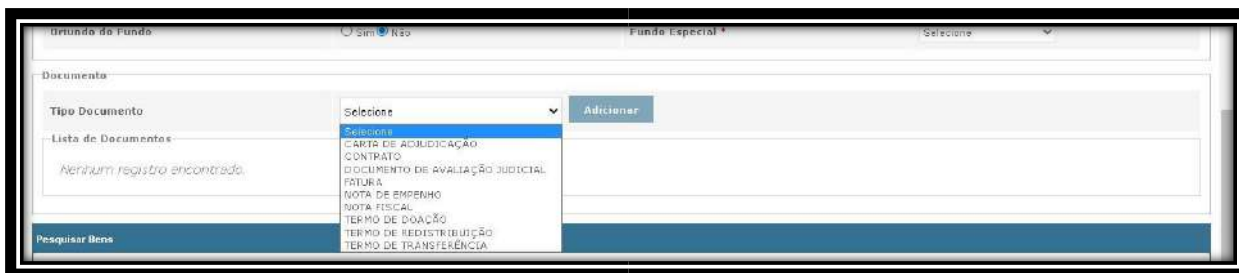 Oriundo do Fundo Sim Não Fundo Especial * Selecione
Documento
Tipo Documento Selecione Adicionar
Selecione
Lista de Documentos
CARTA DE ADJUDICAÇÃO
CONTRATO
Nenhum registro encontrado.
DOCUMENTO DE AVALIAÇÃO JUDICIAL
FATURA
NOTA DE EMPENHO
NOTA FISCAL
TERMO DE DOAÇÃO
TERMO DE REDISTRIBUIÇÃO
TERMO DE TRANSFERÊNCIA
Pesquisar Bens